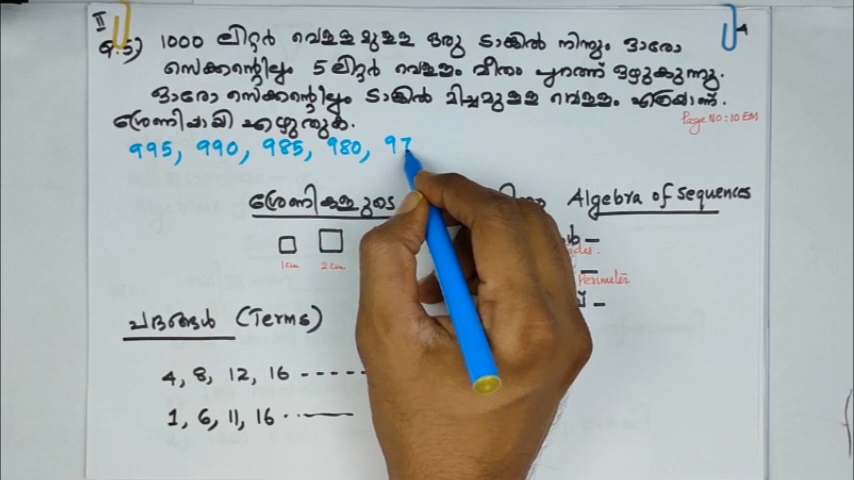 II
Q.5) 1000 ലിറ്റർ വെള്ളമുള്ള ഒരു ടാങ്കിൽ നിന്നും ഓരോ
സെക്കന്റിലും 5 ലിറ്റർ വെള്ളം വീതം പുറത്ത് ഒഴുകുന്നു.
ഓരോ സെക്കന്റിലും ടാങ്കിൽ മിച്ചമുള്ള വെള്ളം എത്രയാണ്.
ശ്രേണിയായി എഴുതുക.
Page NO: 10 EM
995, 990, 985, 980, 97
ശ്രേണികളുടെ Algebra of sequences
1cm 2cm
Perimeter
പദങ്ങൾ (Terms)
4, 8, 12, 16 -----
1, 6, 11, 16 ..——